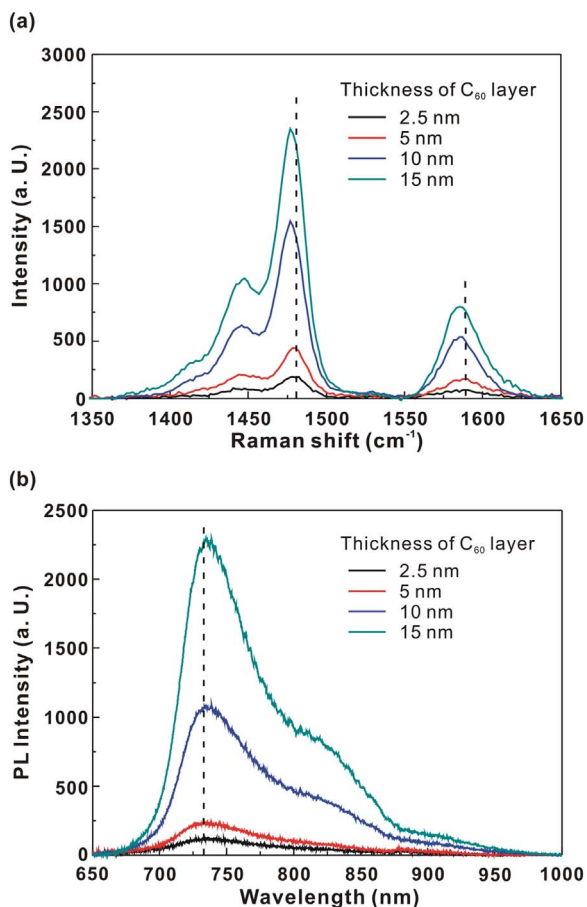 (a)
3000
2500
2000
1500
1000
500
0
Intensity (a. U.)
Thickness of C₆₀ layer
2.5 nm
5 nm
10 nm
15 nm
1350 1400 1450 1500 1550 1600 1650
Raman shift (cm⁻¹)
(b)
2500
2000
1500
1000
500
0
PL Intensity (a. U.)
Thickness of C₆₀ layer
2.5 nm
5 nm
10 nm
15 nm
650 700 750 800 850 900 950 1000
Wavelength (nm)